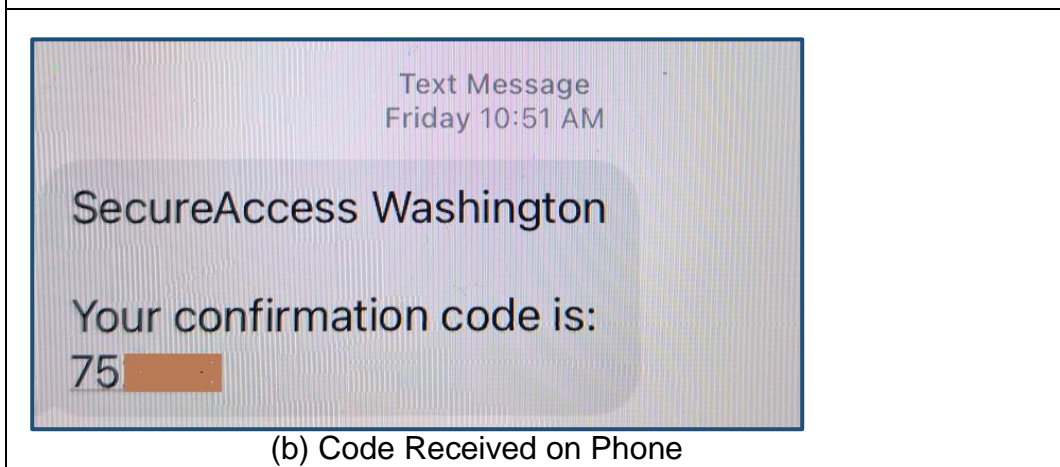 Text Message
Friday 10:51 AM
SecureAccess Washington
Your confirmation code is:
75
(b) Code Received on Phone